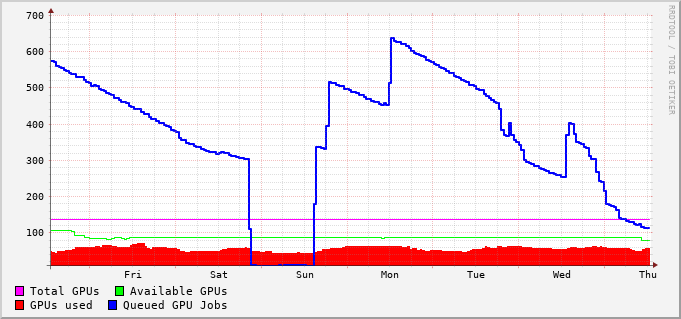 700
600
500
400
300
200
100
Fri Sat Sun Mon Tue Wed Thu
Total GPUs Available GPUs
GPUs used Queued GPU Jobs
RRDTOOL / TOBI OETIKER